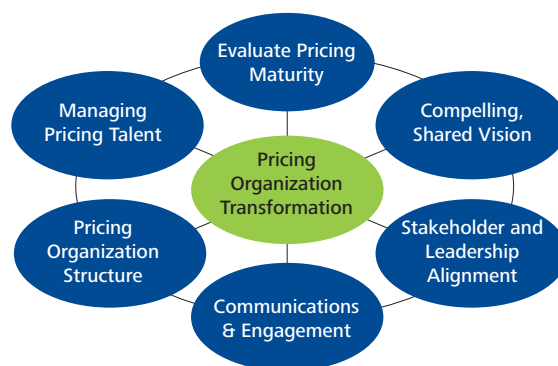 Evaluate Pricing
Maturity
Managing
Pricing Talent
Compelling,
Shared Vision
Pricing
Organization
Transformation
Pricing
Organization
Structure
Stakeholder and
Leadership
Alignment
Communications
& Engagement